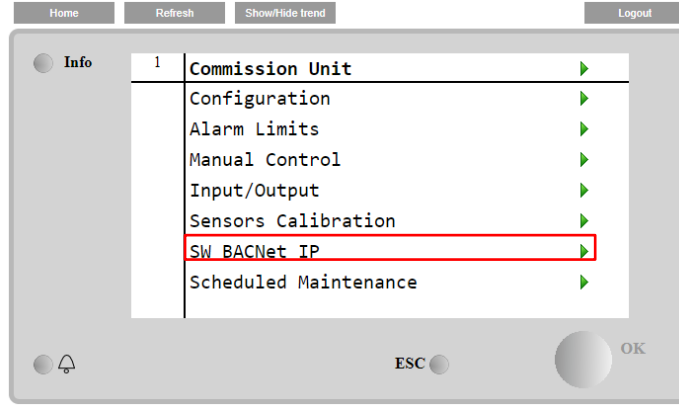 Home Refresh Show/Hide trend Logout
Info
1 Commission Unit
Configuration
Alarm Limits
Manual Control
Input/Output
Sensors Calibration
SW BACNet IP
Scheduled Maintenance
ESC OK